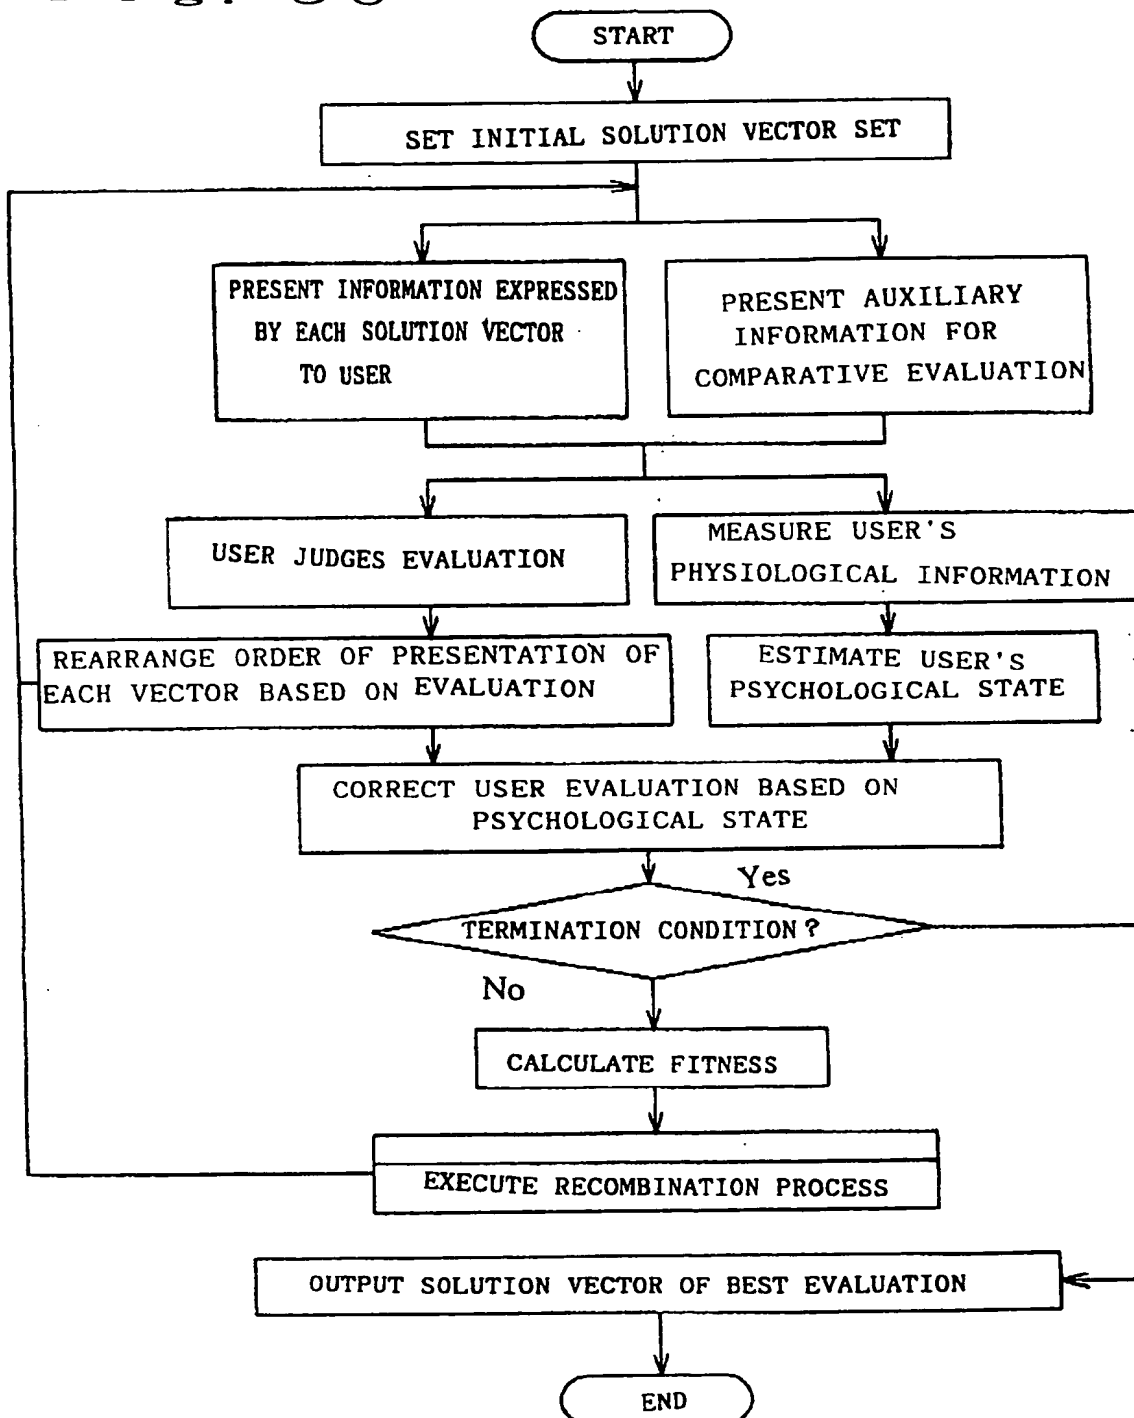 START
SET INITIAL SOLUTION VECTOR SET
PRESENT INFORMATION EXPRESSED
BY EACH SOLUTION VECTOR
TO USER
PRESENT AUXILIARY
INFORMATION FOR
COMPARATIVE EVALUATION
USER JUDGES EVALUATION
MEASURE USER'S
PHYSIOLOGICAL INFORMATION
REARRANGE ORDER OF PRESENTATION OF
EACH VECTOR BASED ON EVALUATION
ESTIMATE USER'S
PSYCHOLOGICAL STATE
CORRECT USER EVALUATION BASED ON
PSYCHOLOGICAL STATE
Yes
TERMINATION CONDITION?
No
CALCULATE FITNESS
EXECUTE RECOMBINATION PROCESS
OUTPUT SOLUTION VECTOR OF BEST EVALUATION
END